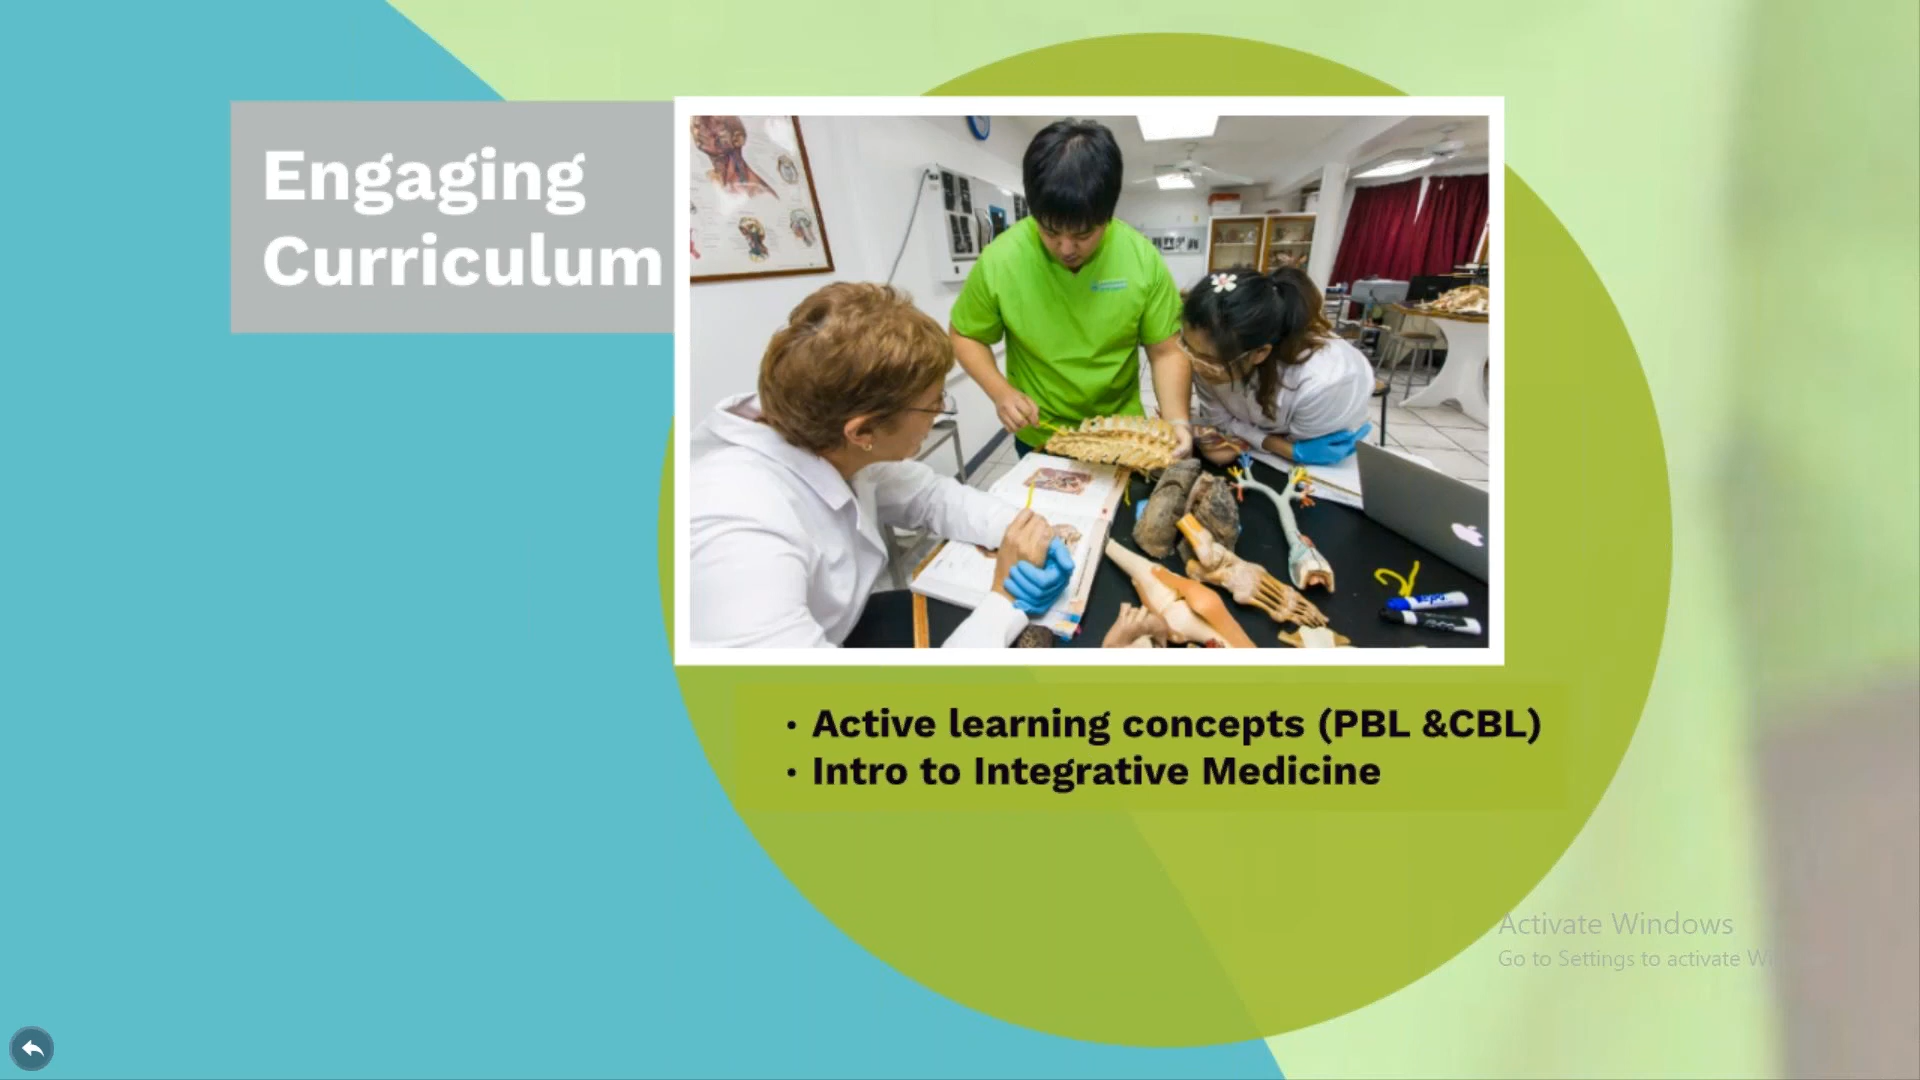 Engaging
Curriculum
• Active learning concepts (PBL &CBL)
• Intro to Integrative Medicine
Activate Windows
Go to Settings to activate